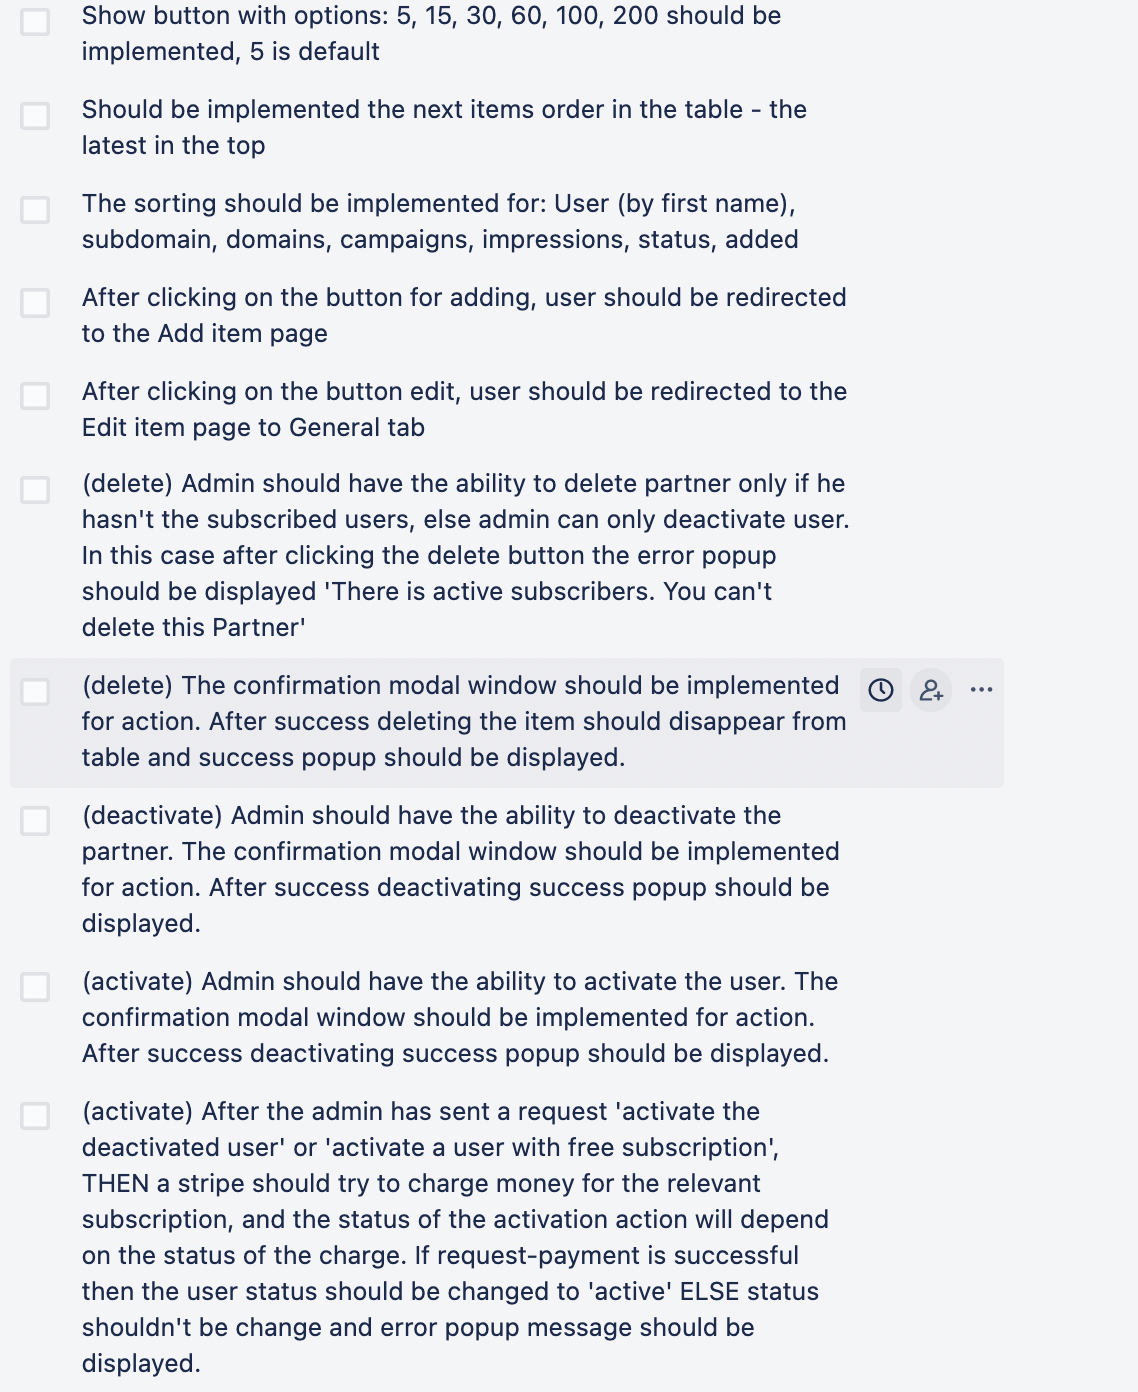 Show button with options: 5, 15, 30, 60, 100, 200 should be
implemented, 5 is default
Should be implemented the next items order in the table - the
latest in the top
The sorting should be implemented for: User (by first name),
subdomain, domains, campaigns, impressions, status, added
After clicking on the button for adding, user should be redirected
to the Add item page
After clicking on the button edit, user should be redirected to the
Edit item page to General tab
(delete) Admin should have the ability to delete partner only if he
hasn't the subscribed users, else admin can only deactivate user.
In this case after clicking the delete button the error popup
should be displayed 'There is active subscribers. You can't
delete this Partner'
(delete) The confirmation modal window should be implemented
for action. After success deleting the item should disappear from
table and success popup should be displayed.
(deactivate) Admin should have the ability to deactivate the
partner. The confirmation modal window should be implemented
for action. After success deactivating success popup should be
displayed.
(activate) Admin should have the ability to activate the user. The
confirmation modal window should be implemented for action.
After success deactivating success popup should be displayed.
(activate) After the admin has sent a request 'activate the
deactivated user' or 'activate a user with free subscription',
THEN a stripe should try to charge money for the relevant
subscription, and the status of the activation action will depend
on the status of the charge. If request-payment is successful
then the user status should be changed to 'active' ELSE status
shouldn't be change and error popup message should be
displayed.